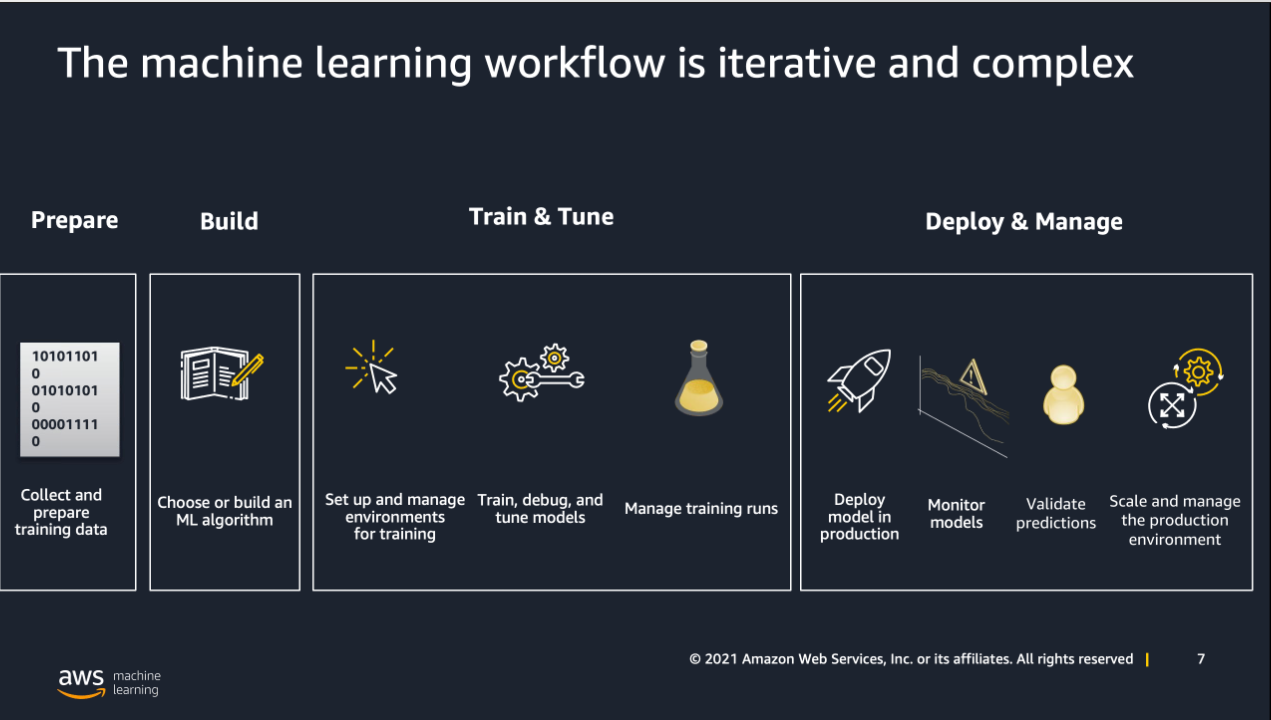 The machine learning workflow is iterative and complex
Prepare
Build
Train & Tune
Deploy & Manage
10101101
0
01010101
0
00001111
0
Collect and
prepare
training data
Choose or build an
ML algorithm
Set up and manage
environments
for training
Train, debug, and
tune models
Manage training runs
Deploy
model in
production
Monitor
models
Validate
predictions
Scale and manage
the production
environment
aws machine
learning
© 2021 Amazon Web Services, Inc. or its affiliates. All rights reserved |
7